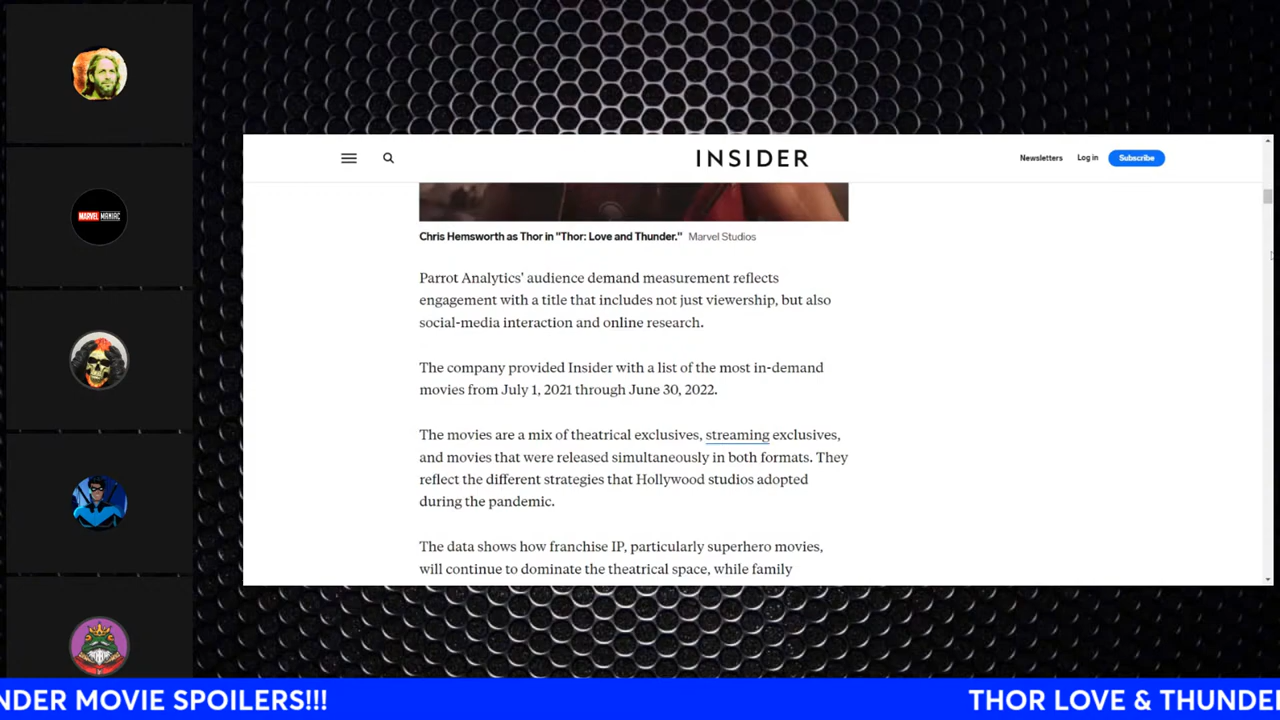 MARVEL MANIAC
INSIDER
Newsletters Log in Subscribe
Chris Hemsworth as Thor in "Thor: Love and Thunder." Marvel Studios
Parrot Analytics' audience demand measurement reflects
engagement with a title that includes not just viewership, but also
social-media interaction and online research.
The company provided Insider with a list of the most in-demand
movies from July 1, 2021 through June 30, 2022.
The movies are a mix of theatrical exclusives, streaming exclusives,
and movies that were released simultaneously in both formats. They
reflect the different strategies that Hollywood studios adopted
during the pandemic.
The data shows how franchise IP, particularly superhero movies,
will continue to dominate the theatrical space, while family
NDER MOVIE SPOILERS!!! THOR LOVE & THUNDE